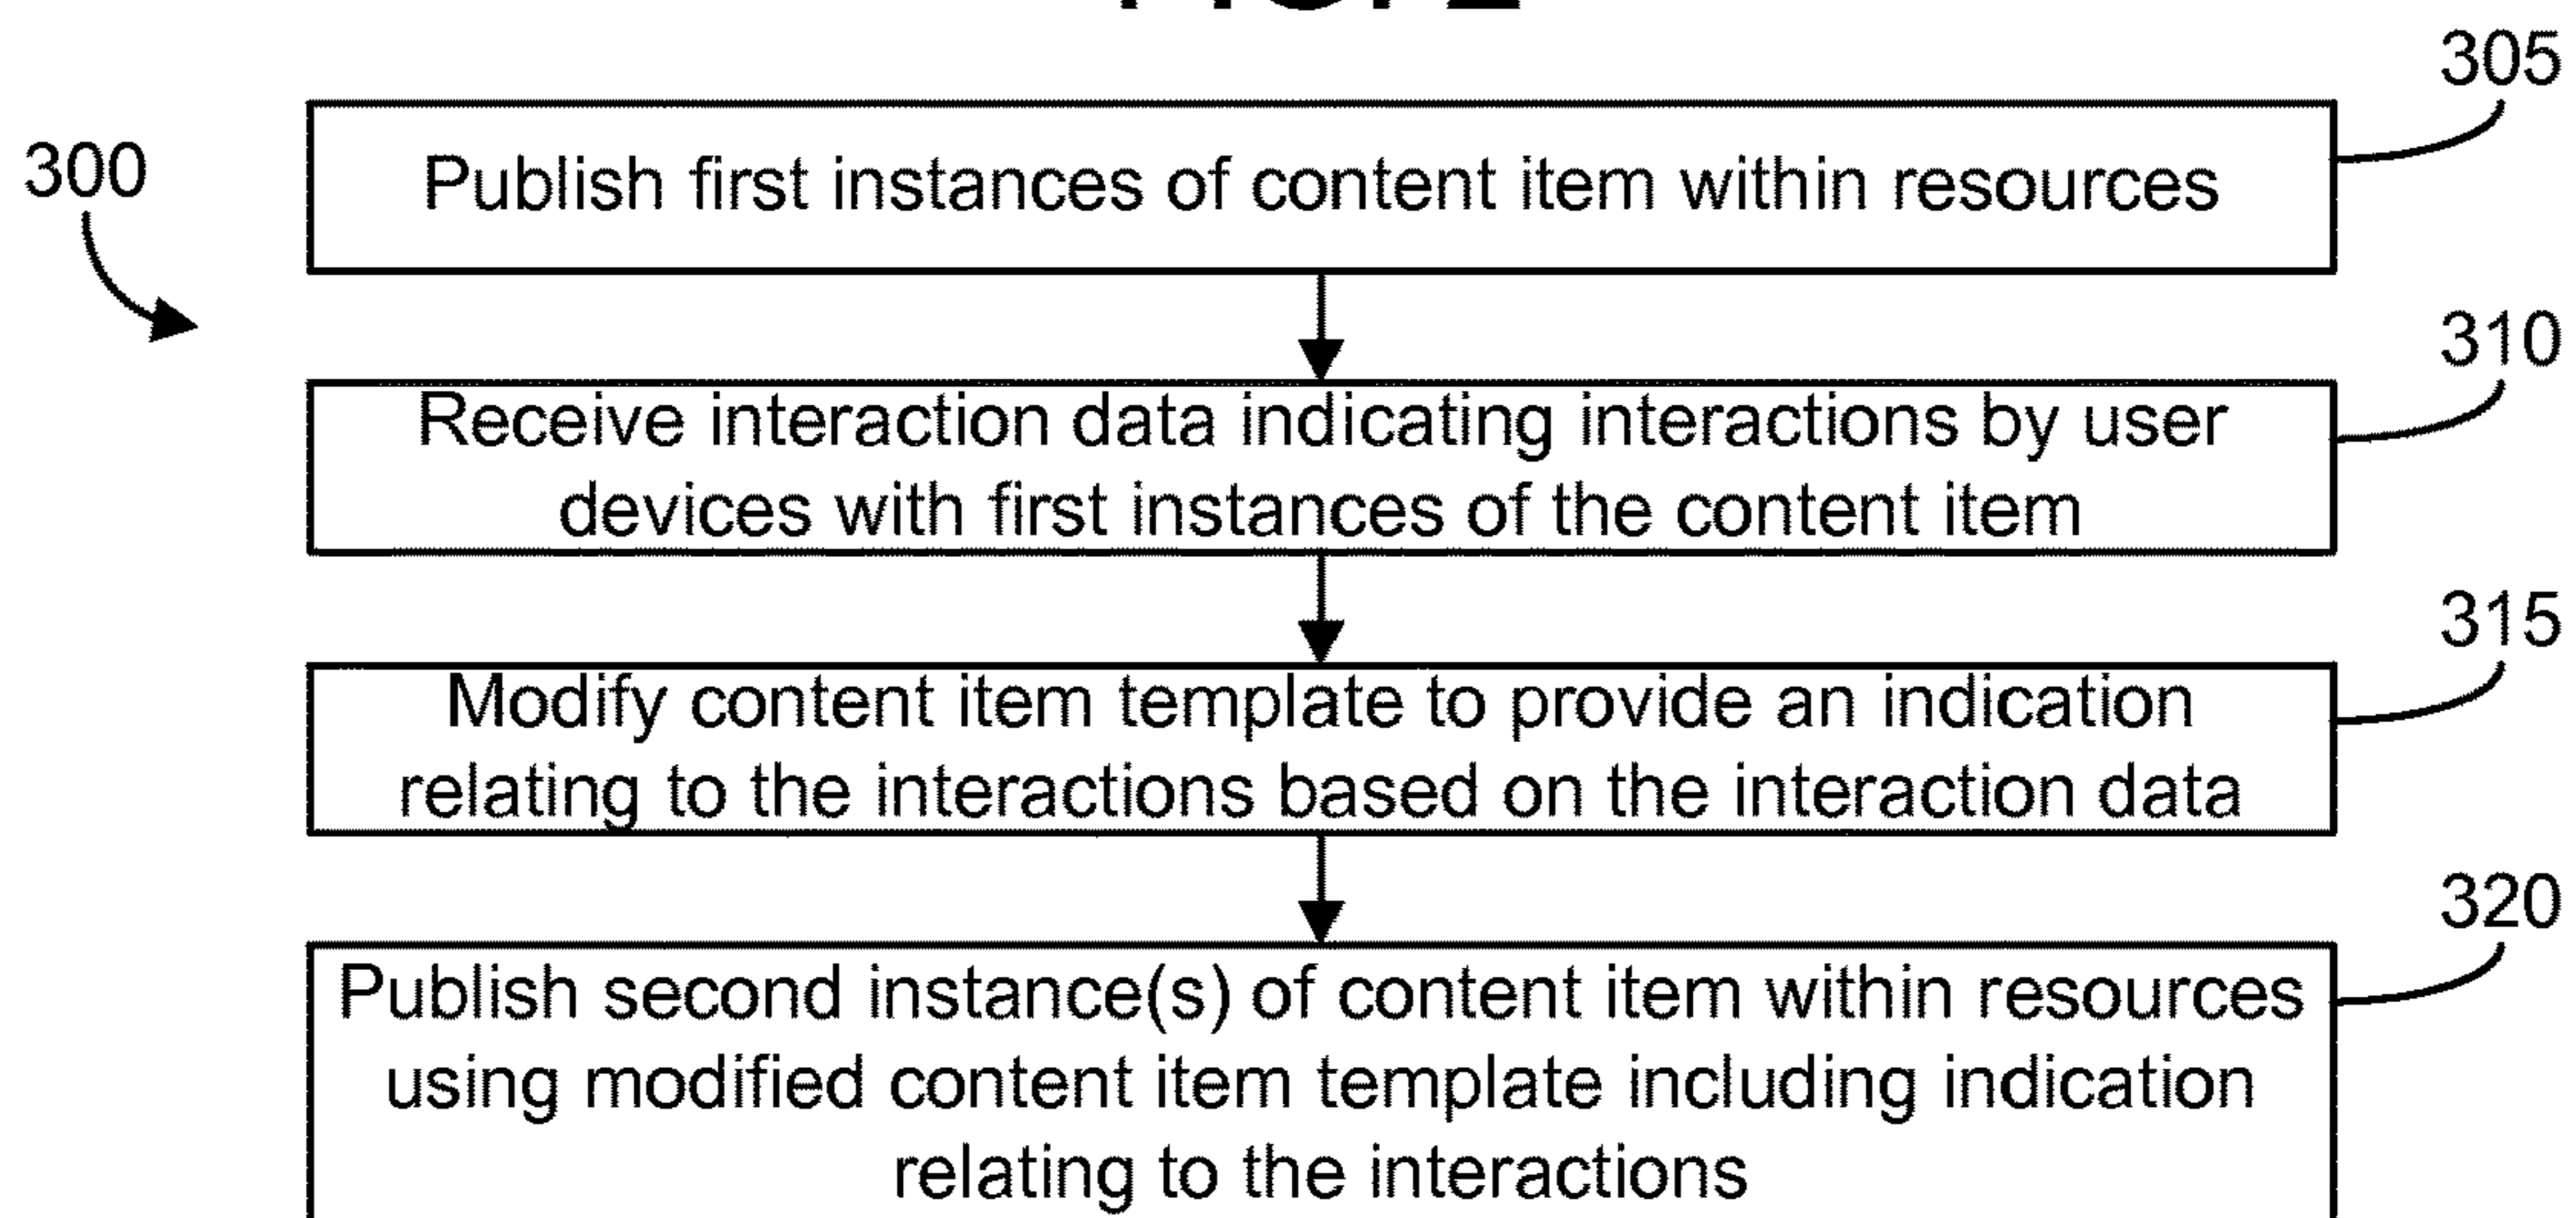 305
300
Publish first instances of content item within resources
310
Receive interaction data indicating interactions by user
devices with first instances of the content item
315
Modify content item template to provide an indication
relating to the interactions based on the interaction data
320
Publish second instance(s) of content item within resources
using modified content item template including indication
relating to the interactions